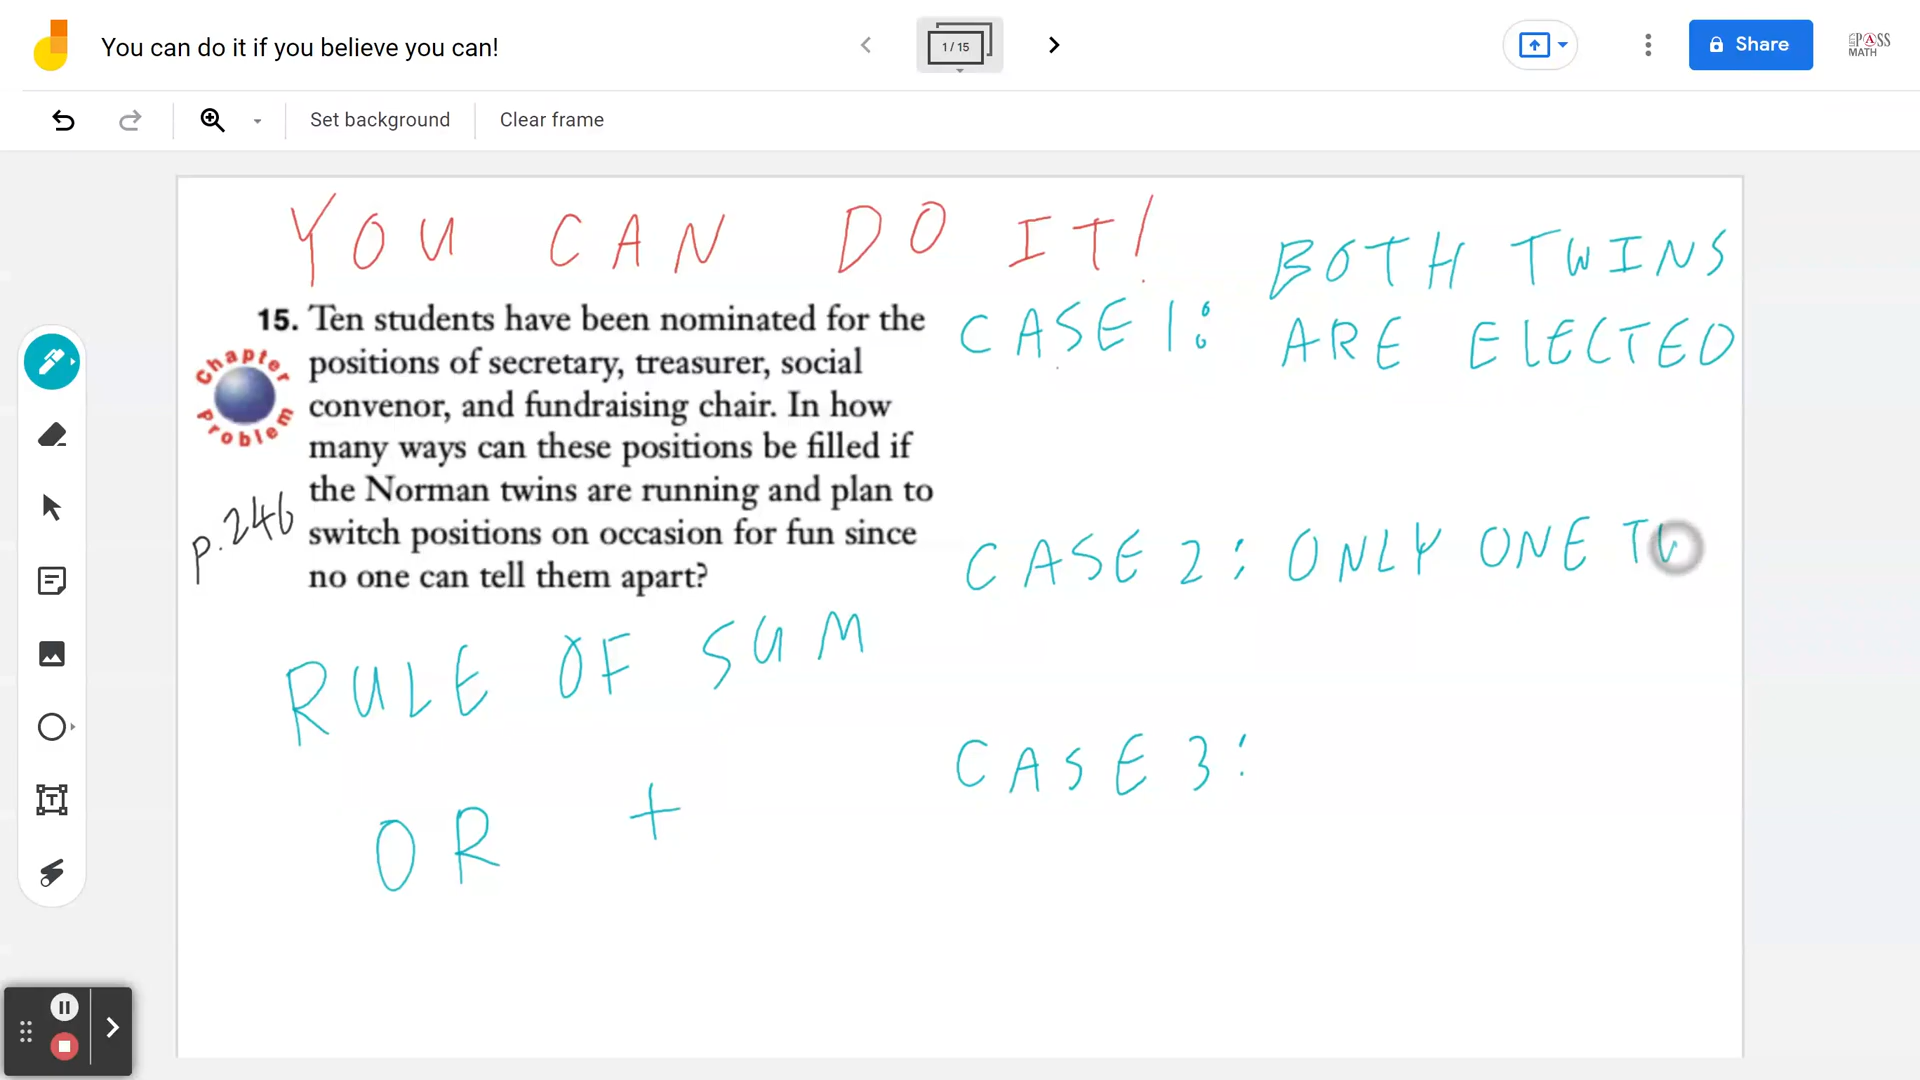 You can do it if you believe you can!
1 / 15
Share
PASS
MATH
Set background
Clear frame
YOU CAN DO IT!
15. Ten students have been nominated for the
positions of secretary, treasurer, social
convenor, and fundraising chair. In how
many ways can these positions be filled if
the Norman twins are running and plan to
switch positions on occasion for fun since
no one can tell them apart?
Chapter
Problem
p.246
RULE OF SUM
OR +
CASE 1: BOTH TWINS
ARE ELECTED
CASE 2: ONLY ONE TW
CASE 3: